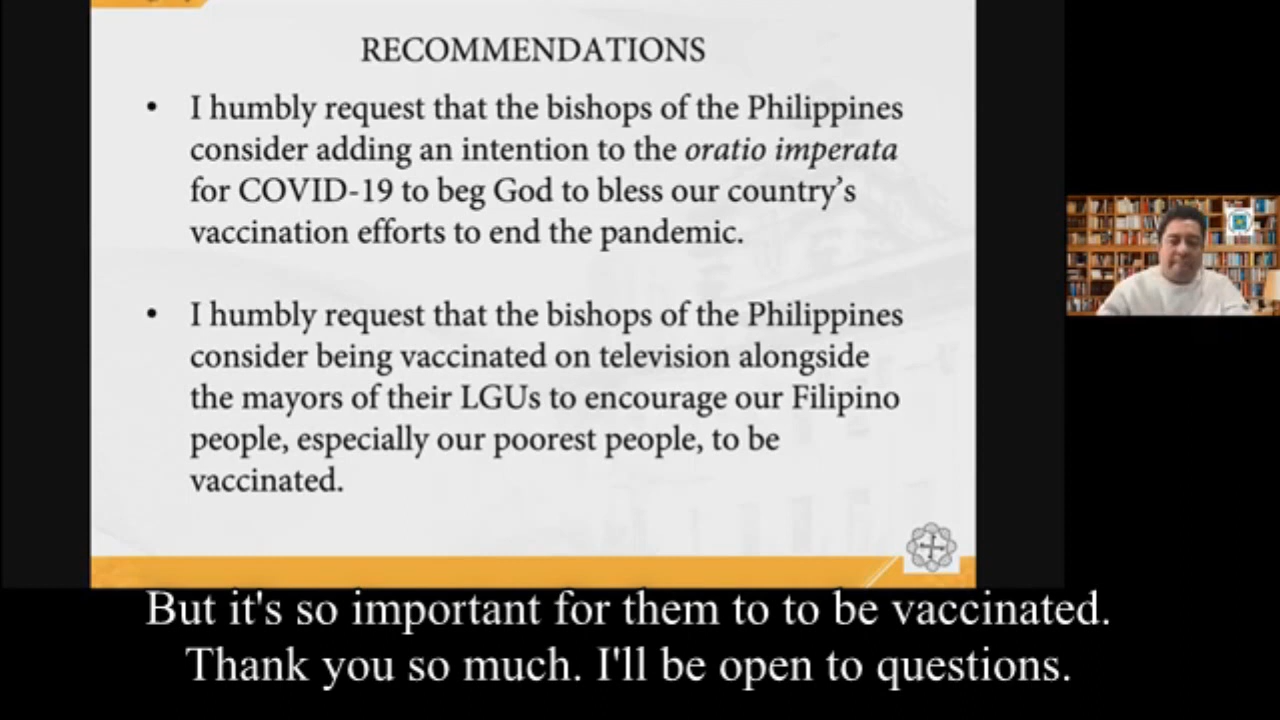 RECOMMENDATIONS
• I humbly request that the bishops of the Philippines
consider adding an intention to the oratio imperata
for COVID-19 to beg God to bless our country’s
vaccination efforts to end the pandemic.
• I humbly request that the bishops of the Philippines
consider being vaccinated on television alongside
the mayors of their LGUs to encourage our Filipino
people, especially our poorest people, to be
vaccinated.
But it's so important for them to to be vaccinated.
Thank you so much. I'll be open to questions.